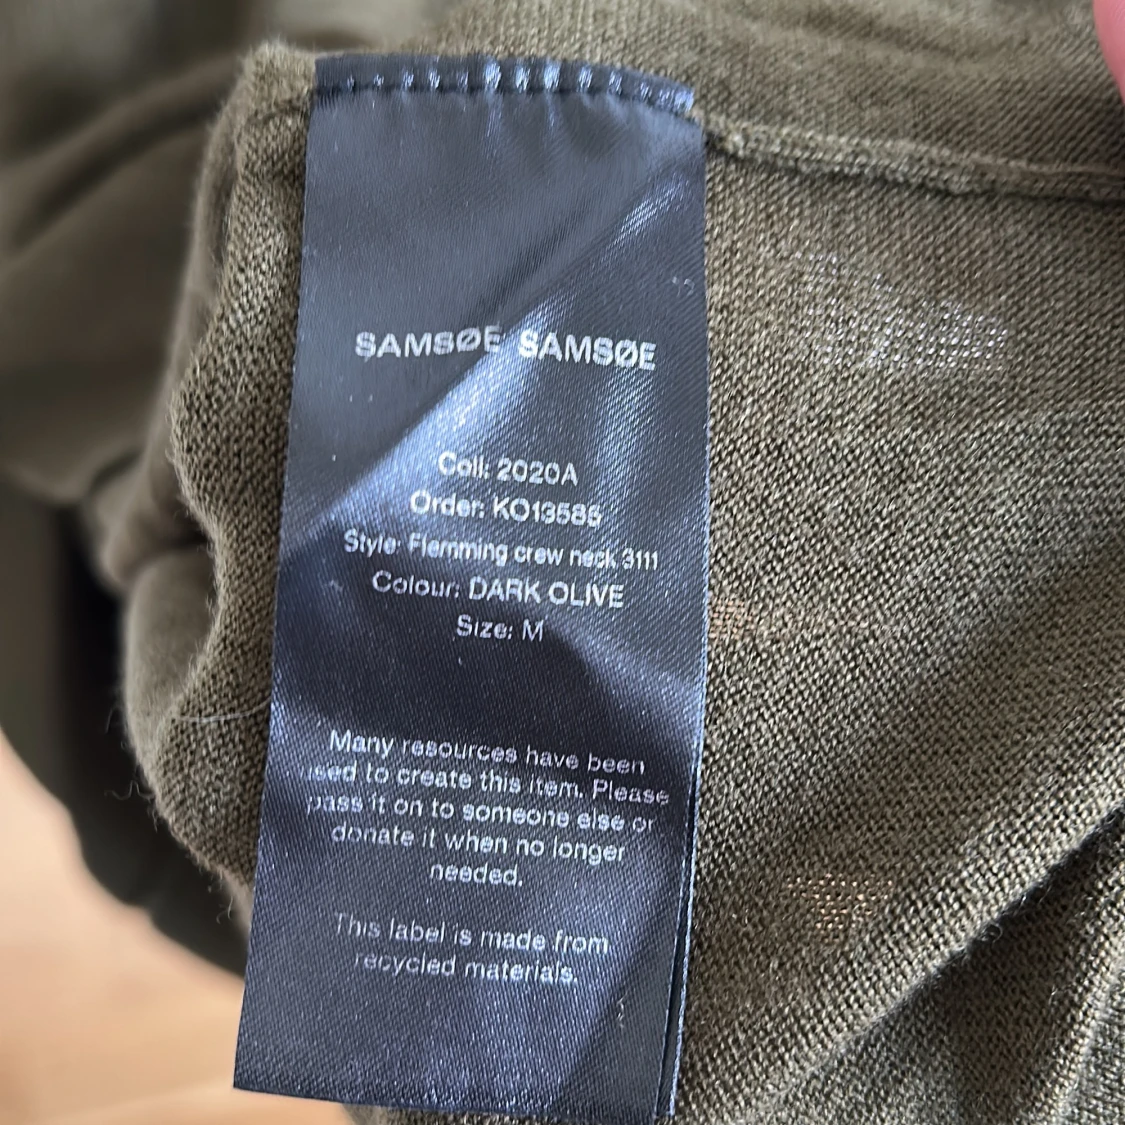 SAMSØE SAMSØE
Coll: 2020A
Order: KO13585
Style: Flemming crew neck 3111
Colour: DARK OLIVE
Size: M
Many resources have been
used to create this item. Please
pass it on to someone else or
donate it when no longer
needed.
This label is made from
recycled materials.